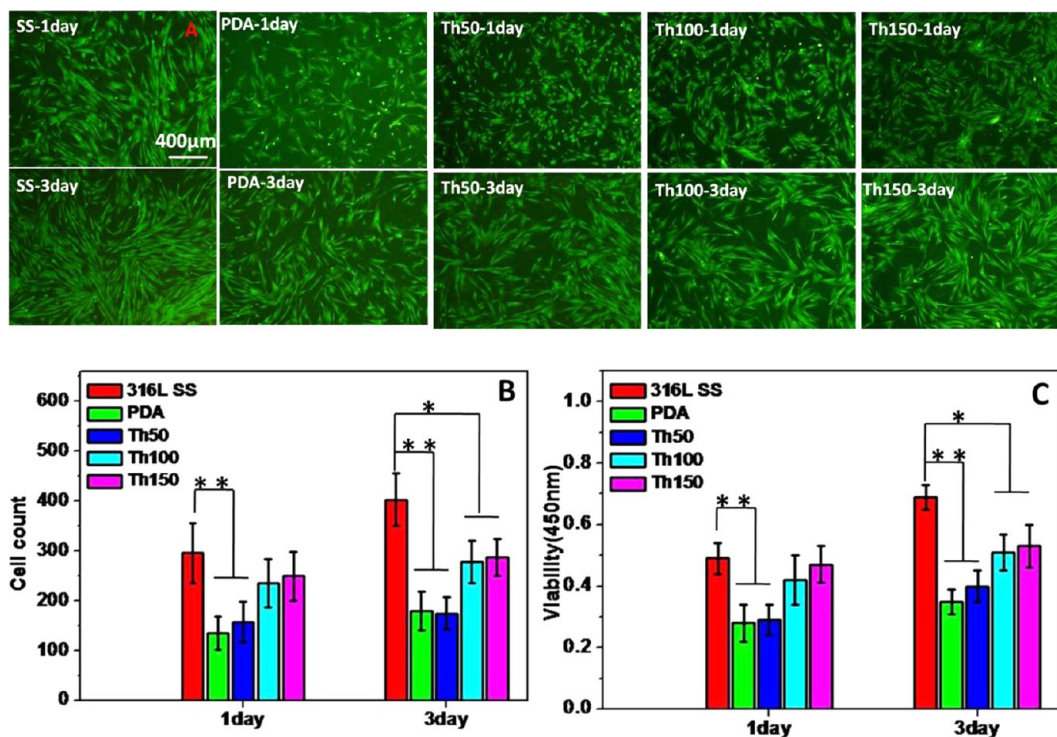 SS-1day
A
PDA-1day
Th50-1day
Th100-1day
Th150-1day
400μm
SS-3day
PDA-3day
Th50-3day
Th100-3day
Th150-3day
B
316L SS
PDA
Th50
Th100
Th150
Cell count
600
500
400
300
200
100
0
* *
* *
*
1day
3day
C
316L SS
PDA
Th50
Th100
Th150
Viability(450nm)
1.0
0.8
0.6
0.4
0.2
0.0
* *
* *
*
1day
3day